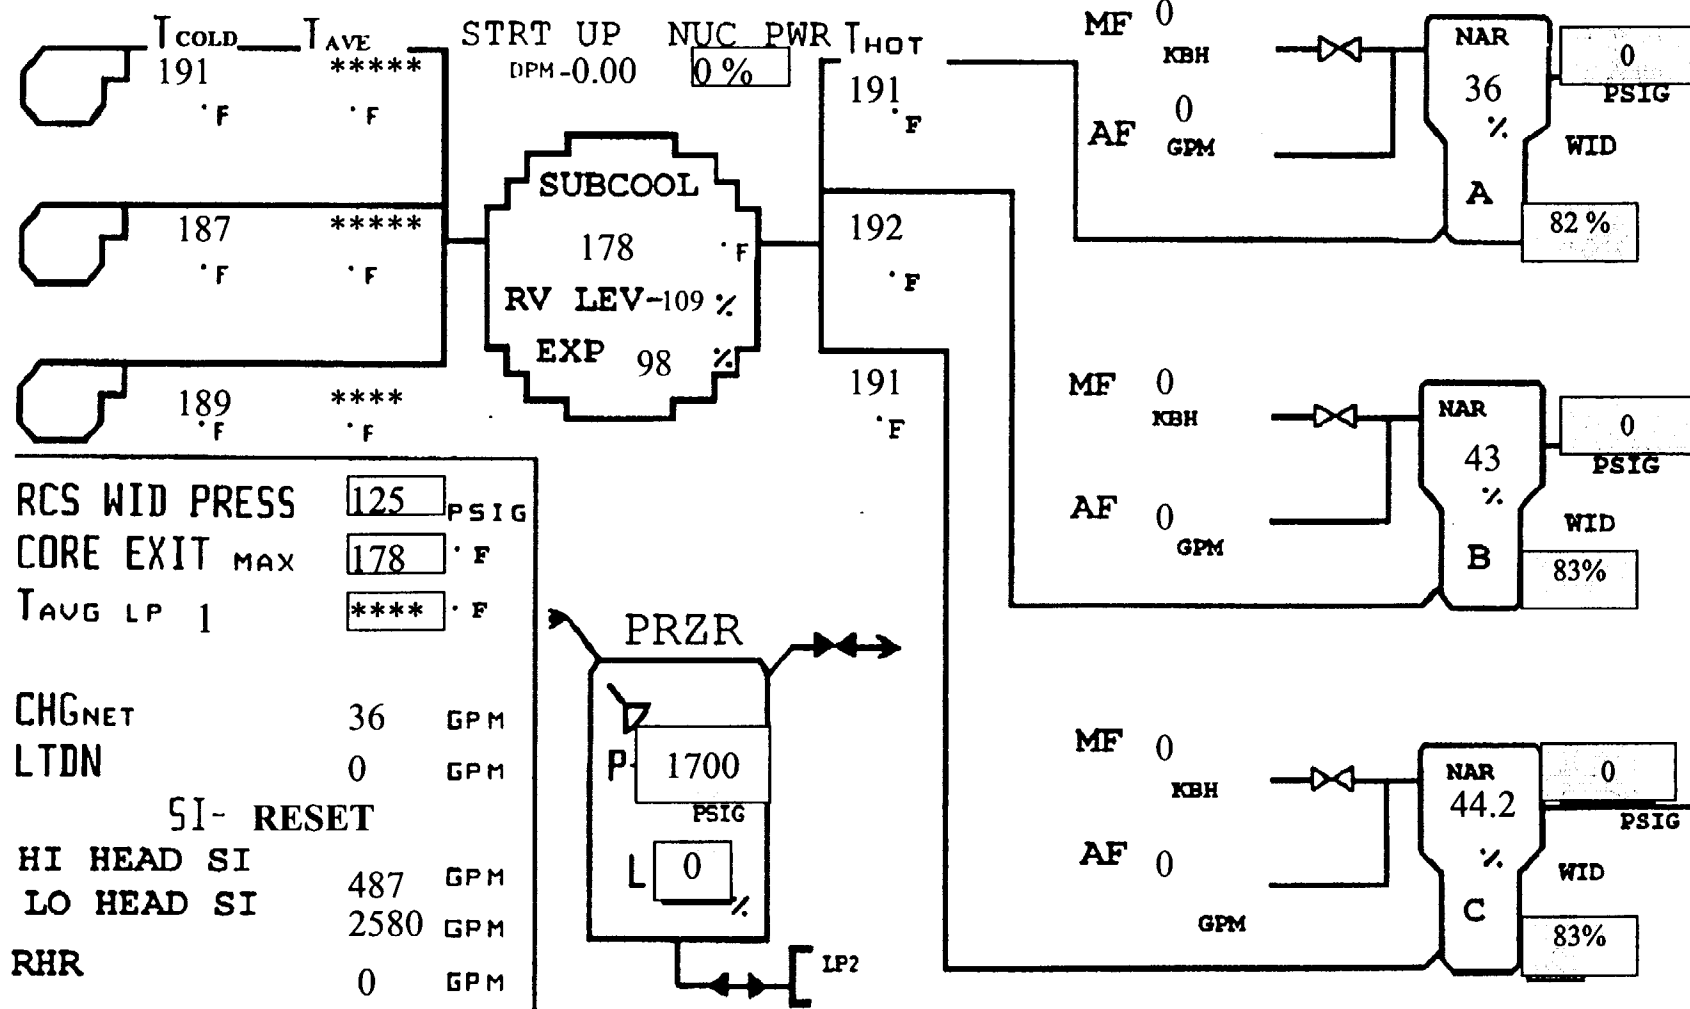 TCOLD TAVE STRT UP NUC PWR THOT
191 ***** DPM -0.00 0% 191
°F °F °F
187 ***** 192
°F °F °F
189 **** 191
°F °F °F
SUBCOOL
178 °F
RV LEV-109 %
EXP 98 %
RCS WID PRESS 125 PSIG
CORE EXIT MAX 178 °F
TAVG LP 1 **** °F
CHGNET 36 GPM
LTDN 0 GPM
SI- RESET
HI HEAD SI 487 GPM
LO HEAD SI 2580 GPM
RHR 0 GPM
PRZR
P 1700
PSIG
L 0
%
LP2
MF 0
KBH
AF 0
GPM
NAR
36
%
A
0
PSIG
WID
82 %
MF 0
KBH
AF 0
GPM
NAR
43
%
B
0
PSIG
WID
83%
MF 0
KBH
AF 0
GPM
NAR
44.2
%
C
0
PSIG
WID
83%